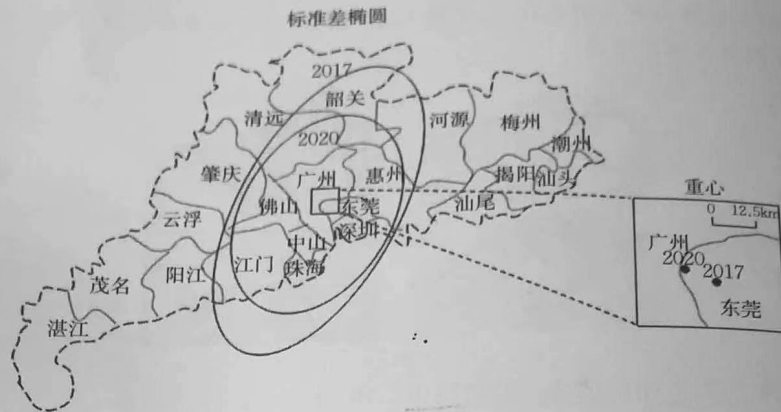 标准差椭圆
2017
韶关
清远
河源
梅州
2020
潮州
肇庆
广州
惠州
揭阳
汕头
佛山
东莞
汕尾
云浮
深圳
中山
江门
珠海
阳江
茂名
湛江
重心
0 12.5km
广州
2020
2017
东莞